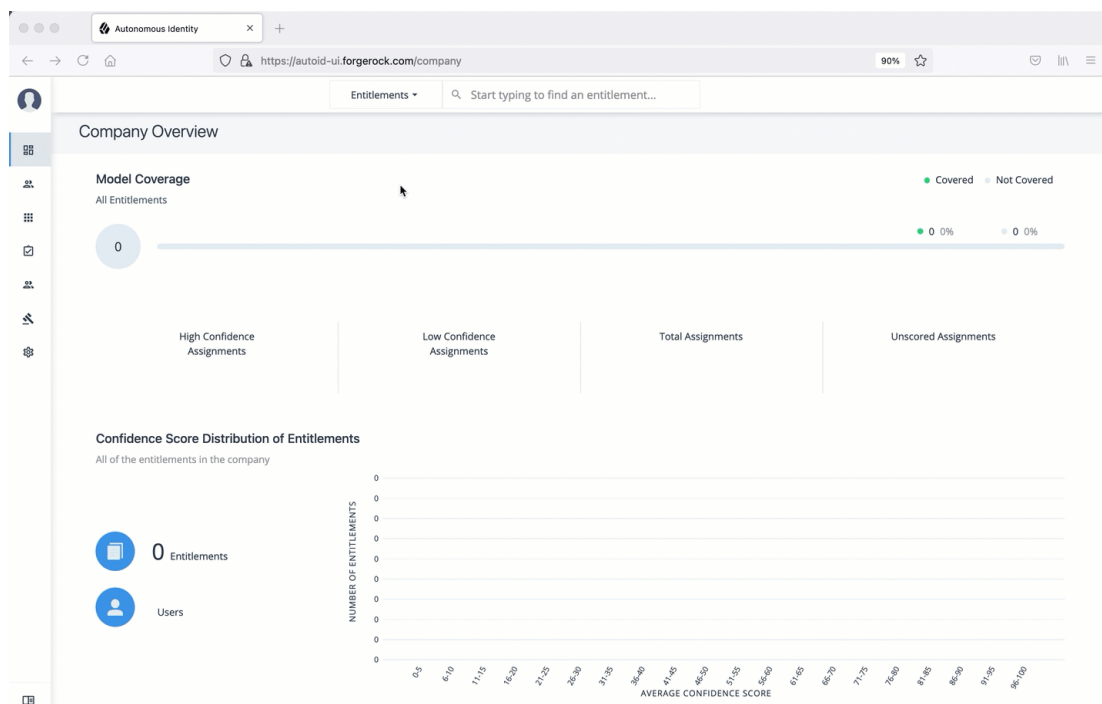 Autonomous Identity
https://autoid-ui.forgerock.com/company
90%
Entitlements
Start typing to find an entitlement...
Company Overview
Model Coverage
Covered
Not Covered
All Entitlements
0
0 0%
0 0%
High Confidence
Assignments
Low Confidence
Assignments
Total Assignments
Unscored Assignments
Confidence Score Distribution of Entitlements
All of the entitlements in the company
0 Entitlements
Users
NUMBER OF ENTITLEMENTS
0
0
0
0
0
0
0
0
0
0
0-5
6-10
11-15
16-20
21-25
26-30
31-35
36-40
41-45
46-50
51-55
56-60
61-65
66-70
71-75
76-80
81-85
86-90
91-95
96-100
AVERAGE CONFIDENCE SCORE